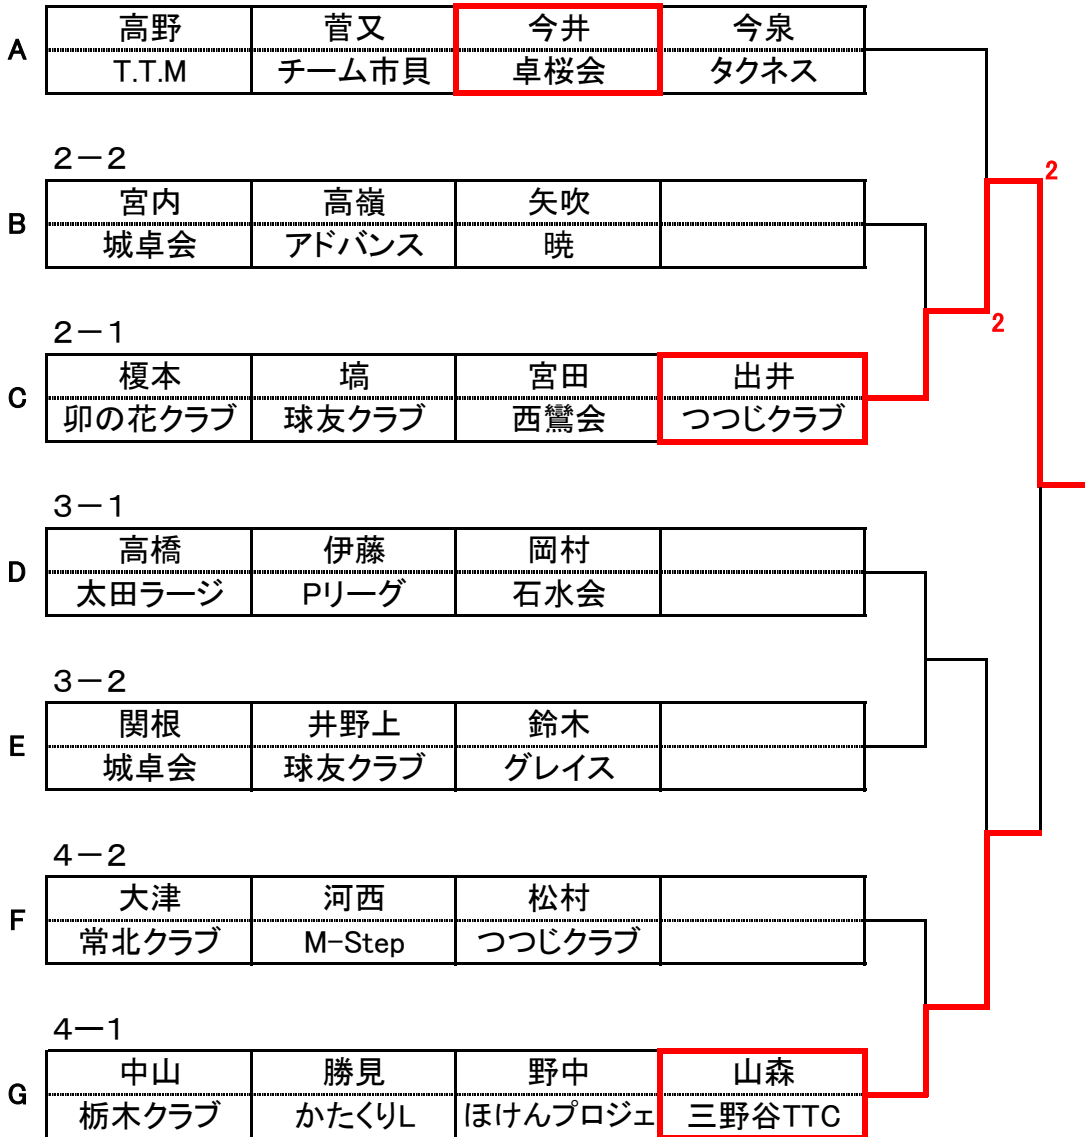 A
高野 菅又 今井 今泉
T.T.M チーム市貝 卓桜会 タクネス
2－2
2
B
宮内 高嶺 矢吹
城卓会 アドバンス 暁
2－1
2
C
榎本 塙 宮田 出井
卯の花クラブ 球友クラブ 西鷺会 つつじクラブ
3－1
D
高橋 伊藤 岡村
太田ラージ Pリーグ 石水会
3－2
E
関根 井野上 鈴木
城卓会 球友クラブ グレイス
4－2
F
大津 河西 松村
常北クラブ M-Step つつじクラブ
4－1
G
中山 勝見 野中 山森
栃木クラブ かたくりL ほけんプロジェ 三野谷TTC